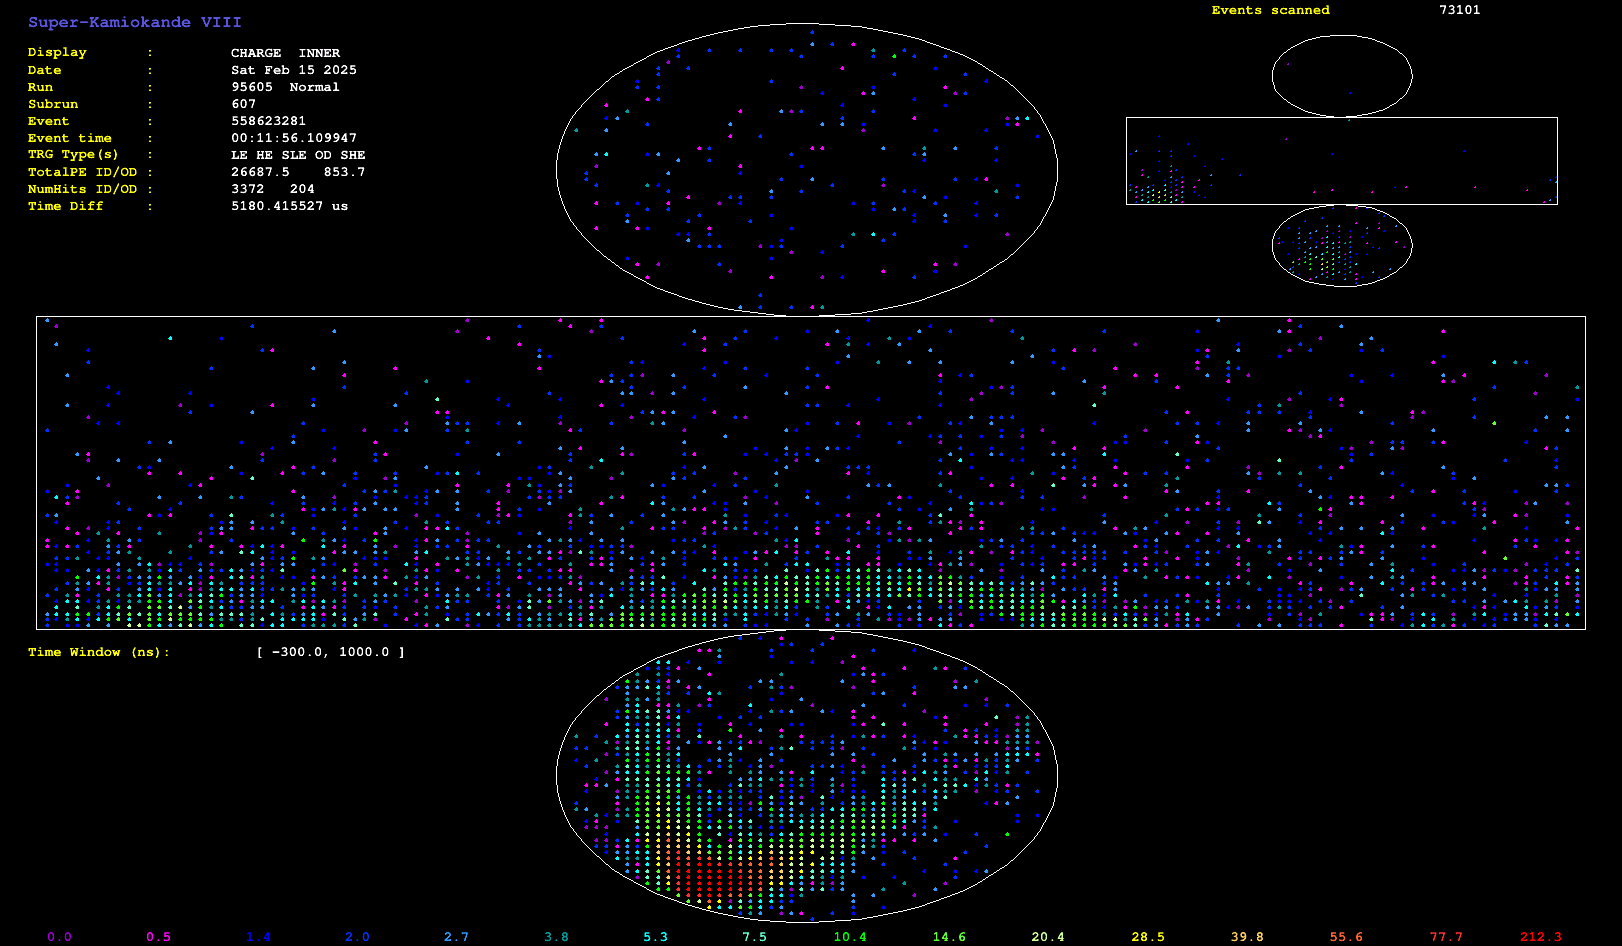 Super-Kamiokande VIII
Events scanned 73101
Display : CHARGE INNER
Date : Sat Feb 15 2025
Run : 95605 Normal
Subrun : 607
Event : 558623281
Event time : 00:11:56.109947
TRG Type(s) : LE HE SLE OD SHE
TotalPE ID/OD : 26687.5 853.7
NumHits ID/OD : 3372 204
Time Diff : 5180.415527 us
Time Window (ns): [ -300.0, 1000.0 ]
0.0 0.5 1.4 2.0 2.7 3.8 5.3 7.5 10.4 14.6 20.4 28.5 39.8 55.6 77.7 212.3